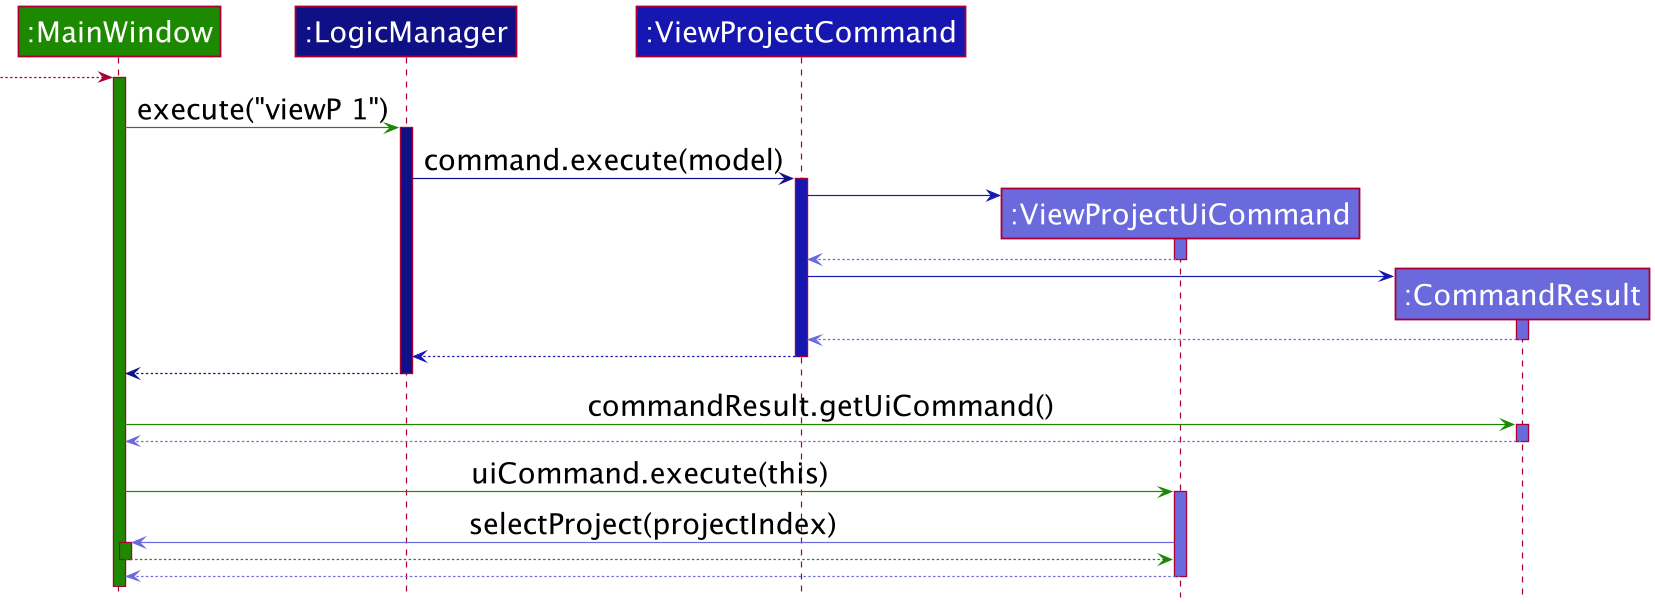 :MainWindow
:LogicManager
:ViewProjectCommand
execute("viewP 1")
command.execute(model)
:ViewProjectUiCommand
:CommandResult
commandResult.getUiCommand()
uiCommand.execute(this)
selectProject(projectIndex)